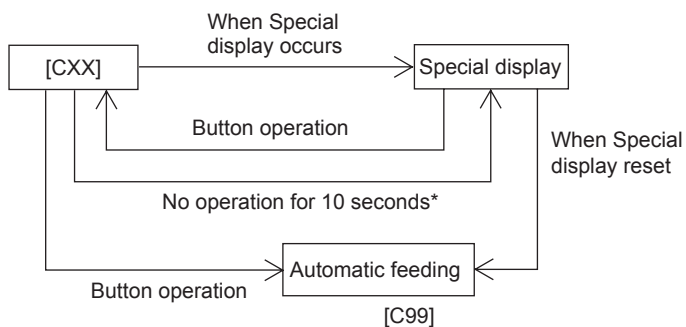 When Special
display occurs
[CXX]
Special display
Button operation
When Special
display reset
No operation for 10 seconds*
Automatic feeding
Button operation
[C99]